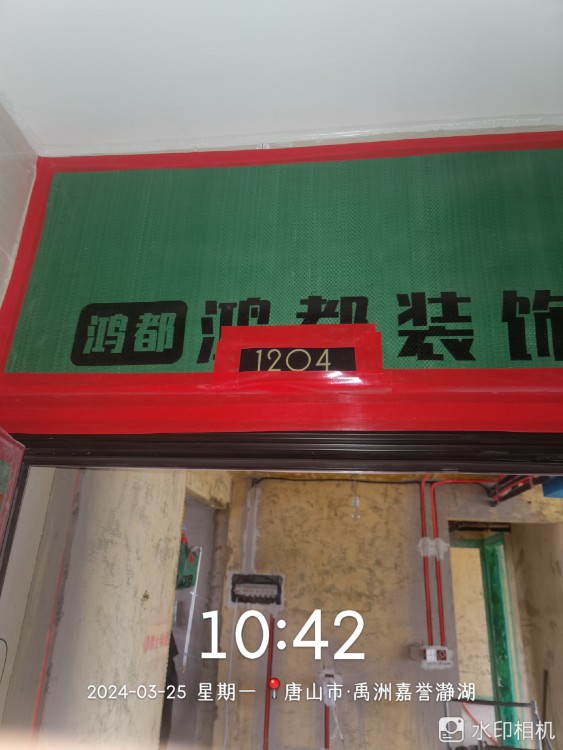 鸿都 鸿都装饰
1204
10:42
2024-03-25 星期一 唐山市·禹洲嘉誉瀞湖
水印相机